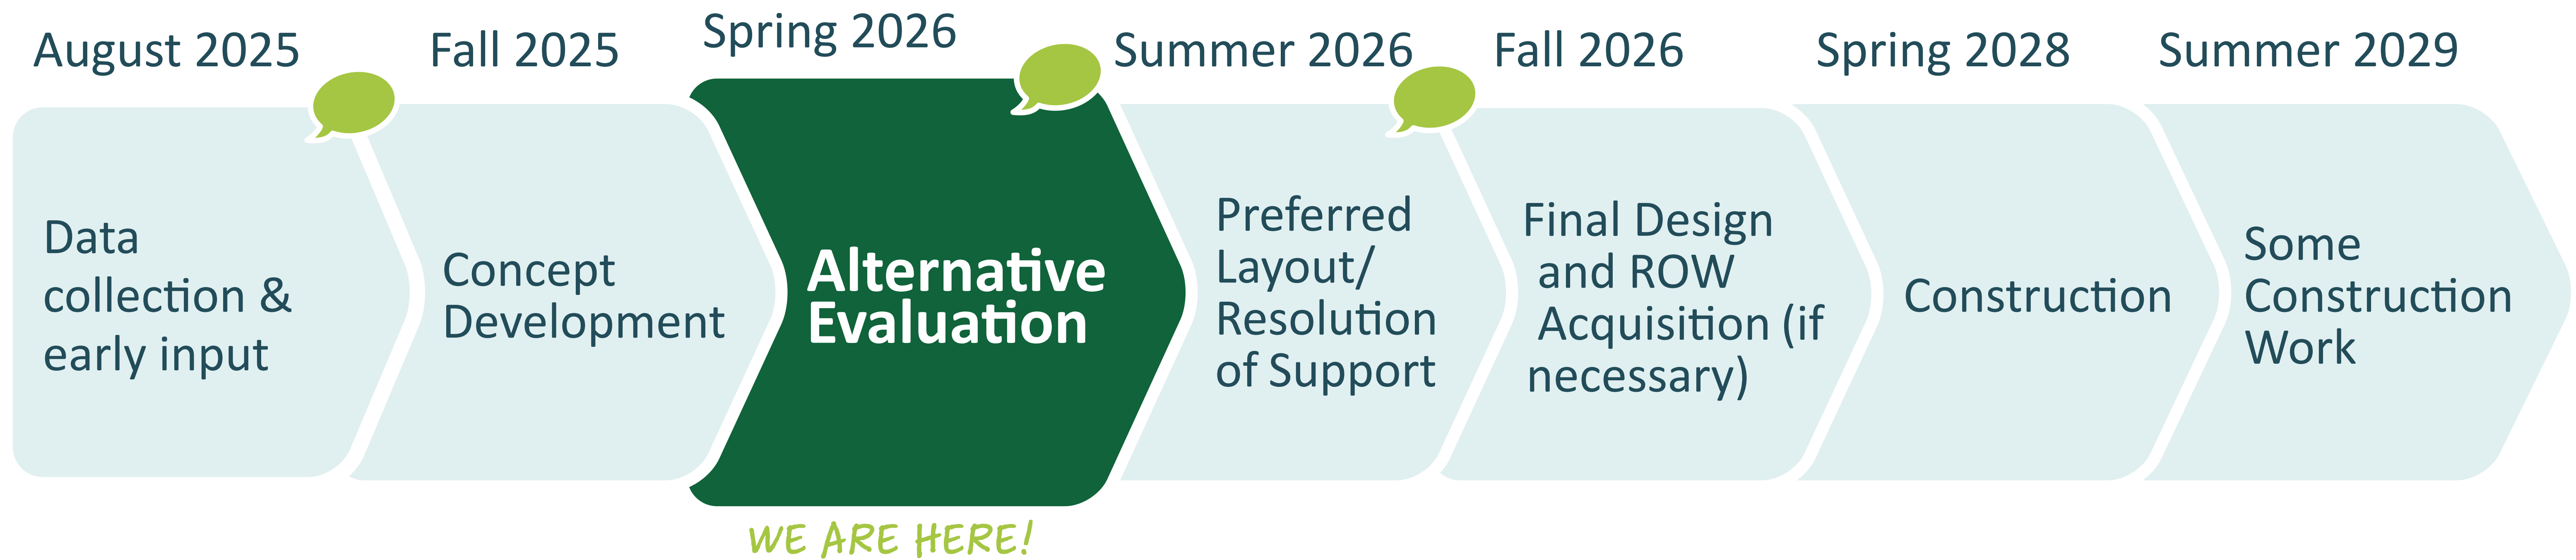 August 2025
Fall 2025
Spring 2026
Summer 2026
Fall 2026
Spring 2028
Summer 2029
Data
collection &
early input
Concept
Development
Alternative
Evaluation
Preferred
Layout/
Resolution
of Support
Final Design
and ROW
Acquisition (if
necessary)
Construction
Some
Construction
Work
WE ARE HERE!